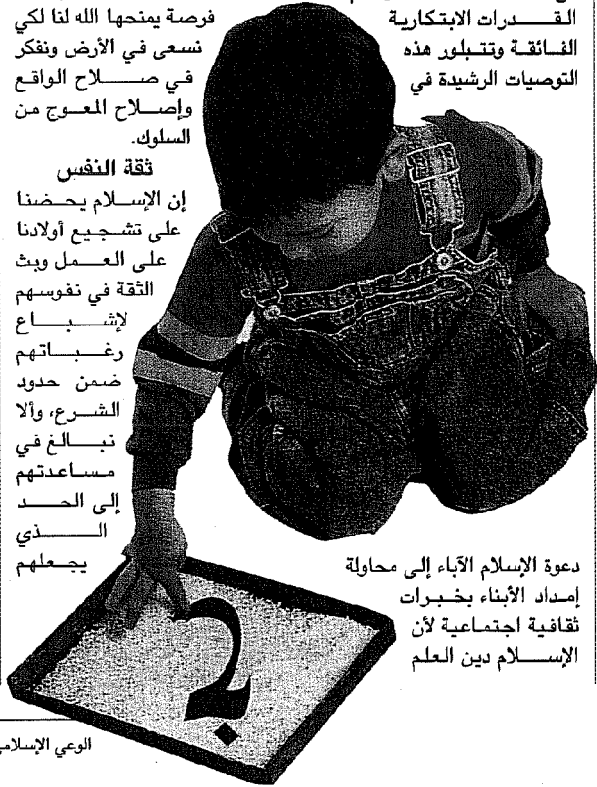 القدرات الابتكارية
الفائقة وتتبلور هذه
التوصيات الرشيدة في
دعوة الإسلام الآباء إلى محاولة
إمداد الأبناء بخبرات
ثقافية اجتماعية لأن
الإسلام دين العلم
فرصة يمنحها الله لنا لكي
نسعى في الأرض ونفكر
في صلاح الواقع
وإصلاح المعوج من
السلوك.
ثقة النفس
إن الإسلام يحضنا
على تشجيع أولادنا
على العمل وبث
الثقة في نفوسهم
لإشباع
رغباتهم
ضمن حدود
الشرع، وألا
نبالغ في
مساعدتهم
إلى الحد
الذي
يجعلهم
؟
الوعي الإسلامي